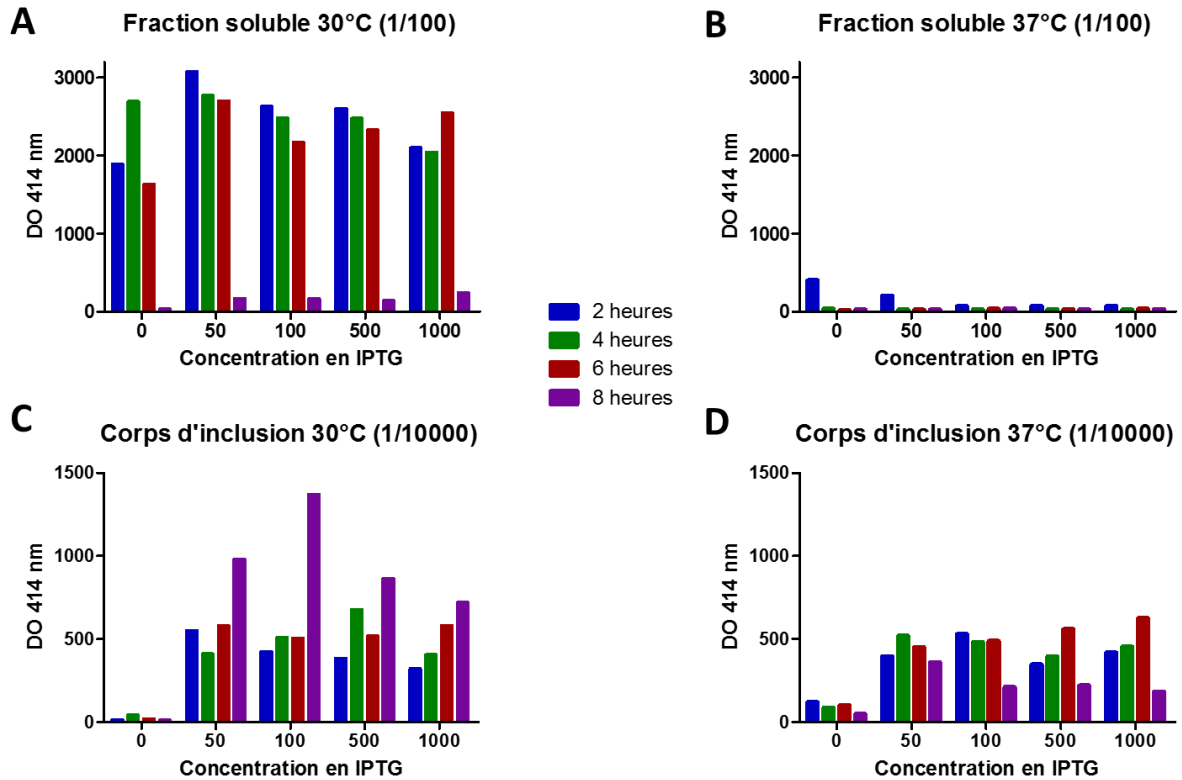 A
Fraction soluble 30°C (1/100)
3000
2000
1000
0
DO 414 nm
0 50 100 500 1000
Concentration en IPTG
B
Fraction soluble 37°C (1/100)
3000
2000
1000
0
DO 414 nm
0 50 100 500 1000
Concentration en IPTG
2 heures
4 heures
6 heures
8 heures
C
Corps d'inclusion 30°C (1/10000)
1500
1000
500
0
DO 414 nm
0 50 100 500 1000
Concentration en IPTG
D
Corps d'inclusion 37°C (1/10000)
1500
1000
500
0
DO 414 nm
0 50 100 500 1000
Concentration en IPTG